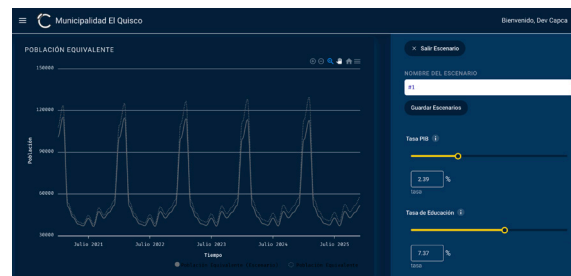 Municipalidad El Quisco
Bienvenido, Dev Capca
POBLACIÓN EQUIVALENTE
150000
120000
90000
60000
30000
Población
Julio 2021
Julio 2022
Julio 2023
Julio 2024
Julio 2025
Tiempo
× Salir Escenario
NOMBRE DEL ESCENARIO
#1
Guardar Escenarios
Tasa PIB
2.39 %
tasa
Tasa de Educación
7.37 %
tasa